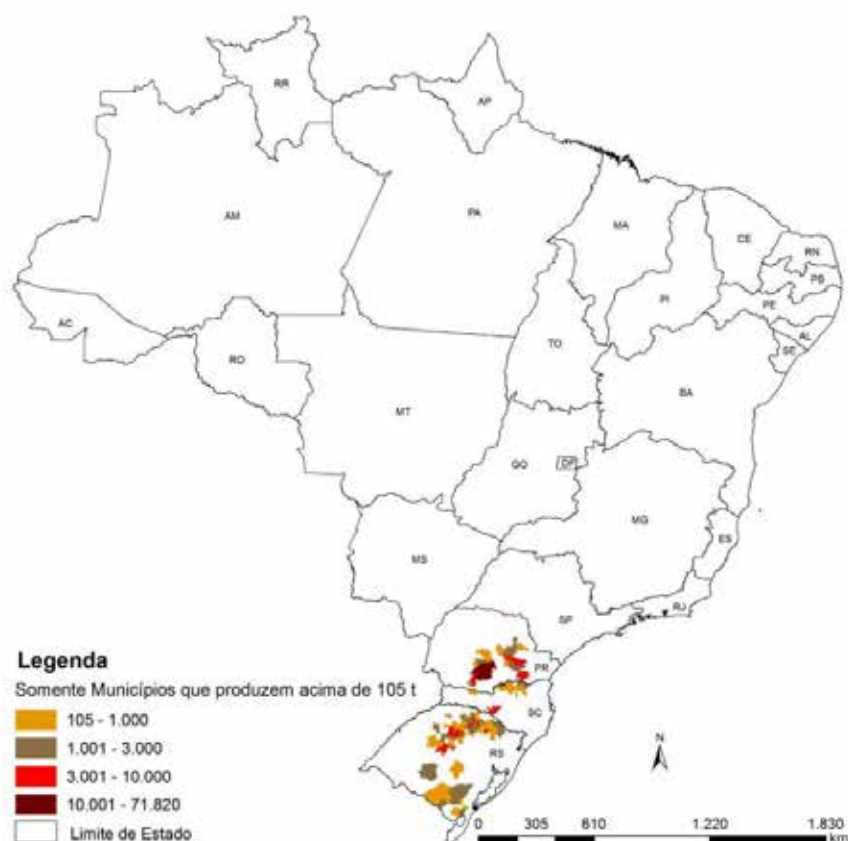 RR
AP
AM
PA
MA
CE
RN
PB
PE
AL
SE
PI
AC
RO
TO
BA
MT
GO
DF
MG
ES
MS
SP
RJ
PR
SC
RS
Legenda
Somente Municípios que produzem acima de 105 t
105 - 1.000
1.001 - 3.000
3.001 - 10.000
10.001 - 71.820
Limite de Estado
N
0 305 610 1.220 1.830
km